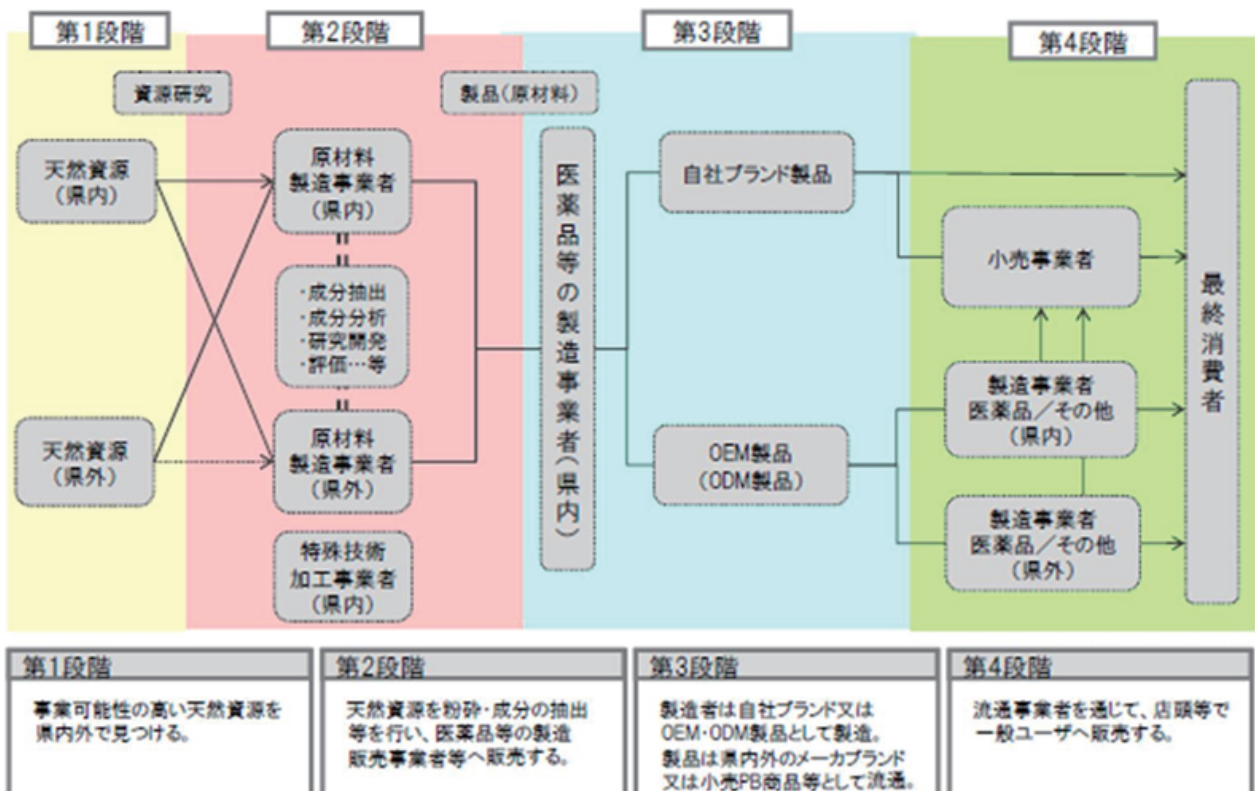 第1段階
第2段階
第3段階
第4段階
資源研究
製品(原材料)
天然資源
(県内)
天然資源
(県外)
原材料
製造事業者
(県内)
・成分抽出
・成分分析
・研究開発
・評価…等
原材料
製造事業者
(県外)
特殊技術
加工事業者
(県内)
医薬品等の製造事業者(県内)
自社ブランド製品
OEM製品
(ODM製品)
小売事業者
製造事業者
医薬品/その他
(県内)
製造事業者
医薬品/その他
(県外)
最終消費者
第1段階
事業可能性の高い天然資源を
県内外で見つける。
第2段階
天然資源を粉砕・成分の抽出
等を行い、医薬品等の製造
販売事業者等へ販売する。
第3段階
製造者は自社ブランド又は
OEM・ODM製品として製造。
製品は県内外のメーカブランド
又は小売PB商品等として流通。
第4段階
流通事業者を通じて、店頭等で
一般ユーザへ販売する。